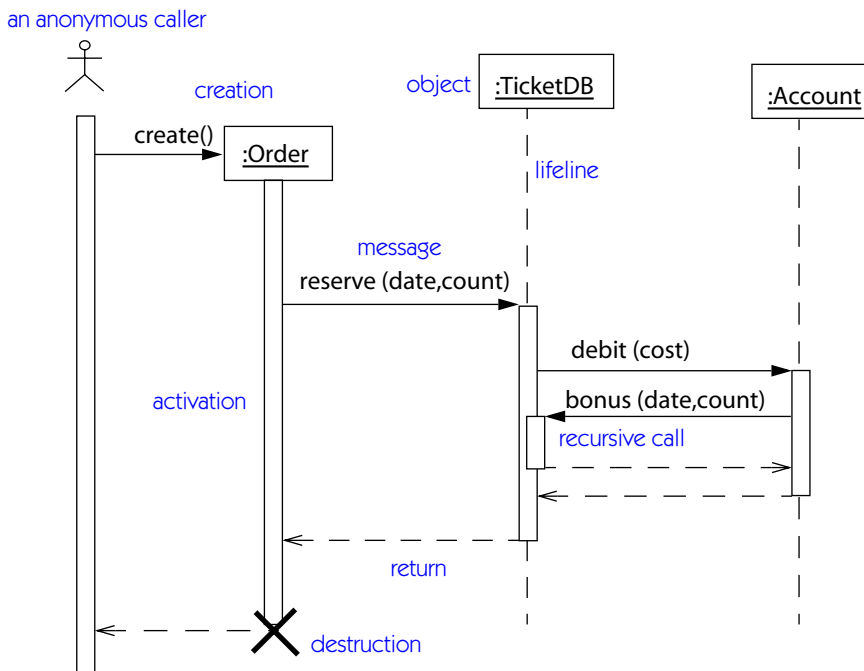 an anonymous caller
creation
object
:TicketDB
:Account
create()
:Order
lifeline
message
reserve (date,count)
debit (cost)
activation
bonus (date,count)
recursive call
return
destruction